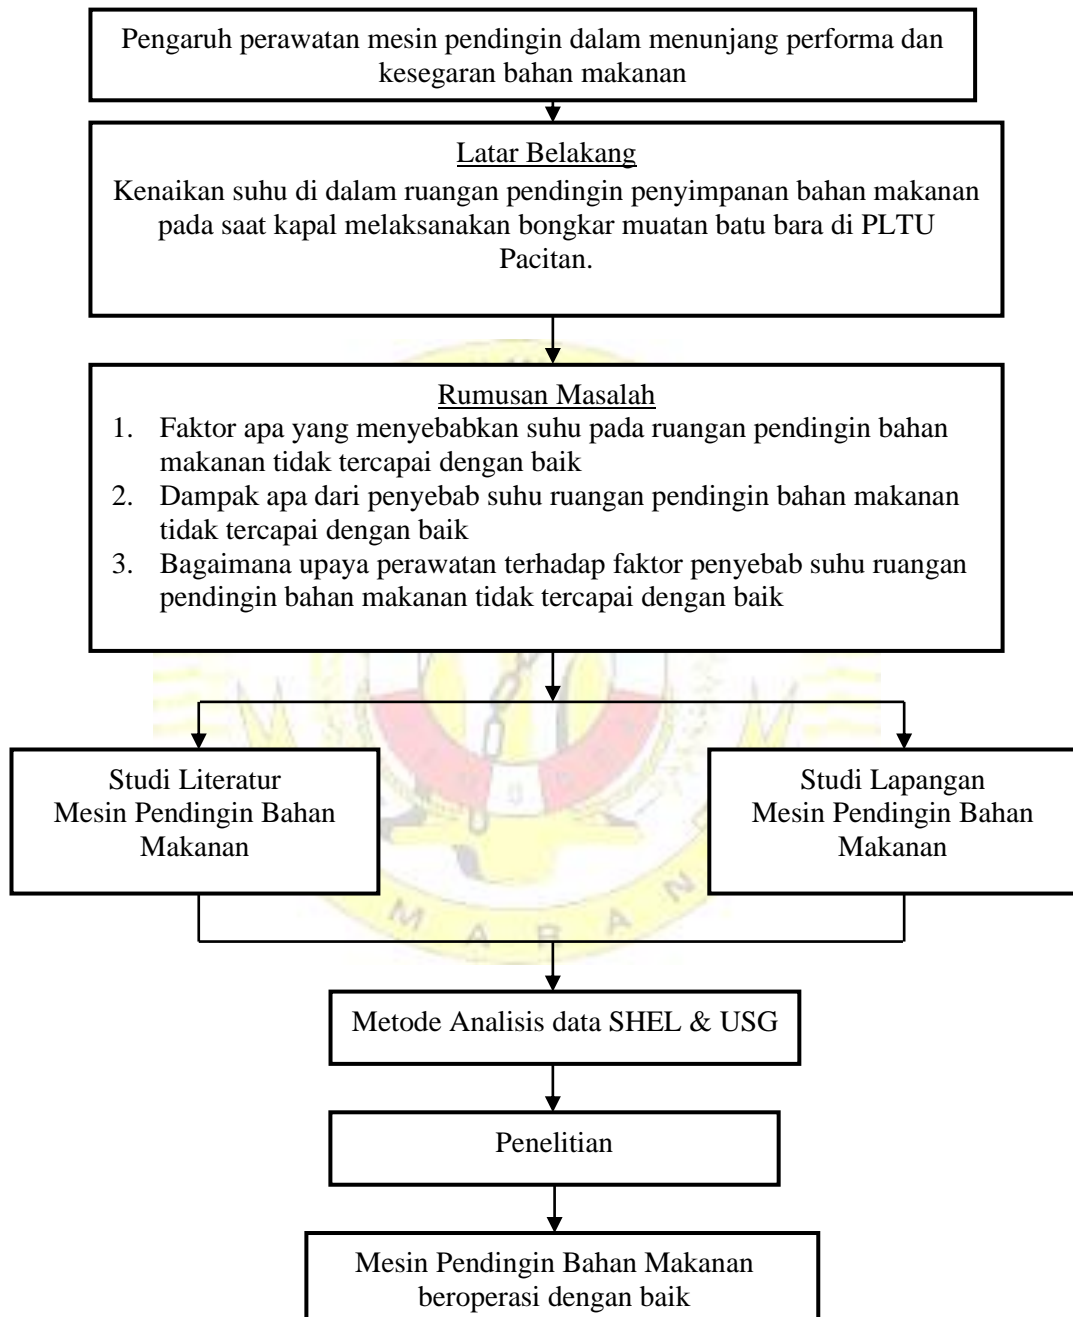 Pengaruh perawatan mesin pendingin dalam menunjang performa dan
kesegaran bahan makanan
Latar Belakang
Kenaikan suhu di dalam ruangan pendingin penyimpanan bahan makanan
pada saat kapal melaksanakan bongkar muatan batu bara di PLTU
Pacitan.
Rumusan Masalah
1. Faktor apa yang menyebabkan suhu pada ruangan pendingin bahan
makanan tidak tercapai dengan baik
2. Dampak apa dari penyebab suhu ruangan pendingin bahan makanan
tidak tercapai dengan baik
3. Bagaimana upaya perawatan terhadap faktor penyebab suhu ruangan
pendingin bahan makanan tidak tercapai dengan baik
Studi Literatur
Mesin Pendingin Bahan
Makanan
Studi Lapangan
Mesin Pendingin Bahan
Makanan
M A R A N
Metode Analisis data SHEL & USG
Penelitian
Mesin Pendingin Bahan Makanan
beroperasi dengan baik